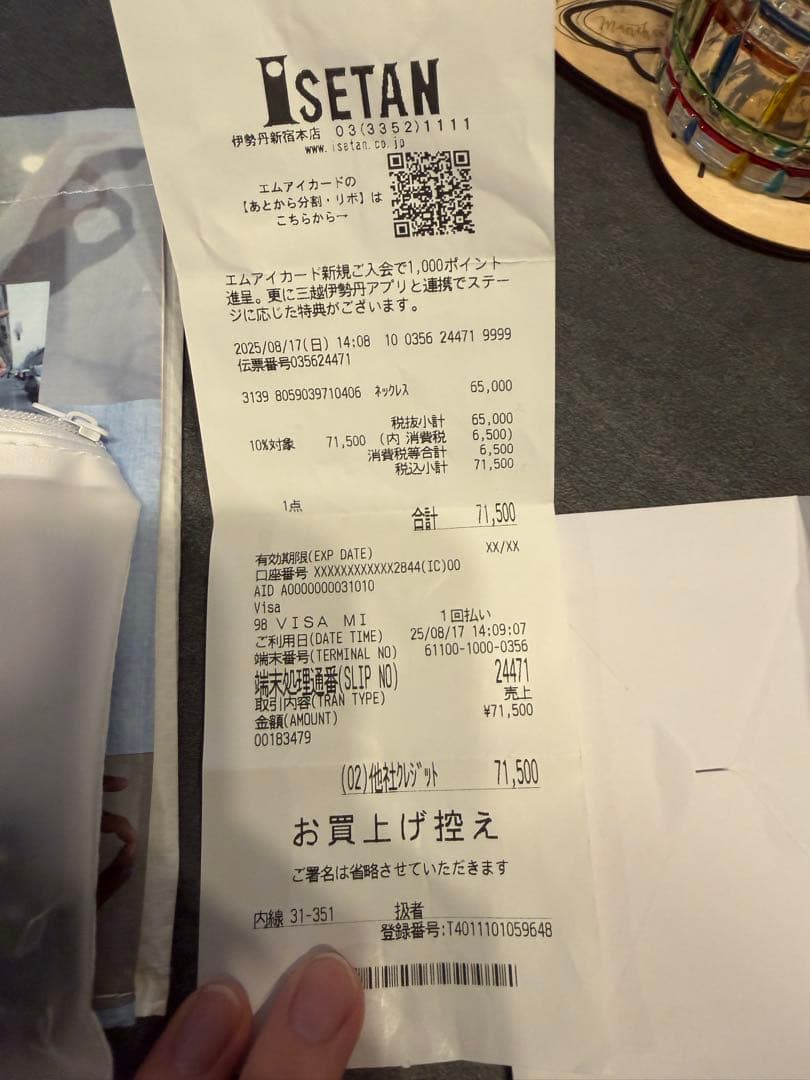 ISETAN
伊勢丹新宿本店 03(3352)1111
www.isetan.co.jp
エムアイカードの
【あとから分割・リボ】は
こちらから→
エムアイカード新規ご入会で1,000ポイント
進呈。更に三越伊勢丹アプリと連携でステー
ジに応じた特典がございます。
2025/08/17(日) 14:08 10 0356 24471 9999
伝票番号035624471
3139 8059039710406 ネックレス 65,000
税抜小計 65,000
10%対象 71,500 (内 消費税 6,500)
消費税等合計 6,500
税込小計 71,500
1点
合計 71,500
有効期限(EXP DATE) XX/XX
口座番号 XXXXXXXXXXXX2844(IC)00
AID A0000000031010
Visa
98 VISA MI 1回払い
ご利用日(DATE TIME) 25/08/17 14:09:07
端末番号(TERMINAL NO) 61100-1000-0356
端末処理通番(SLIP NO) 24471
取引内容(TRAN TYPE) 売上
金額(AMOUNT) ¥71,500
00183479
(02)他社クレジット 71,500
お買上げ控え
ご署名は省略させていただきます
内線 31-351 扱者
登録番号:T4011101059648